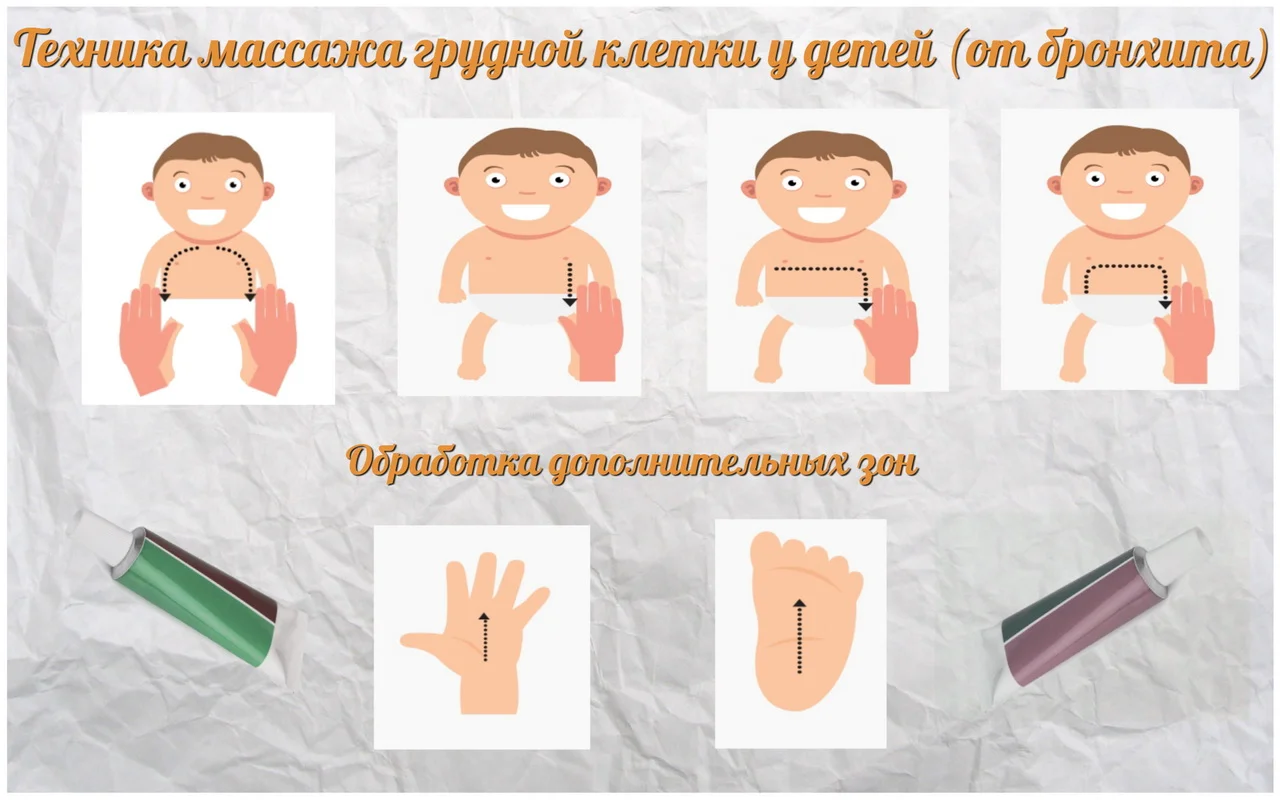 Техника массажа грудной клетки у детей (от бронхита)
Обработка дополнительных зон